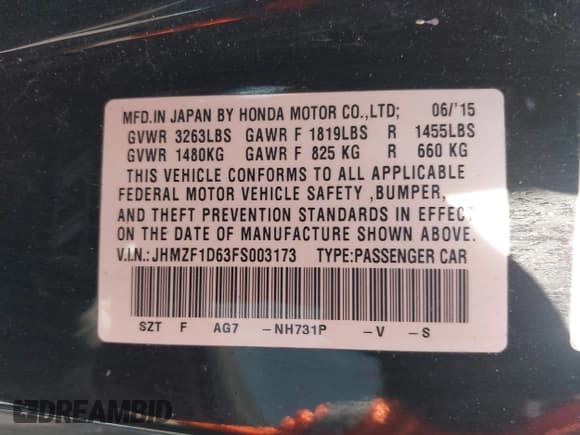 MFD.IN JAPAN BY HONDA MOTOR CO.,LTD; 06/'15
GVWR 3263LBS GAWR F 1819LBS R 1455LBS
GVWR 1480KG GAWR F 825 KG R 660 KG
THIS VEHICLE CONFORMS TO ALL APPLICABLE
FEDERAL MOTOR VEHICLE SAFETY ,BUMPER,
AND THEFT PREVENTION STANDARDS IN EFFECT
ON THE DATE OF MANUFACTURE SHOWN ABOVE.
V.I.N.:JHMZF1D63FS003173 TYPE:PASSENGER CAR
SZT F AG7 -NH731P -V -S
DREAMBID